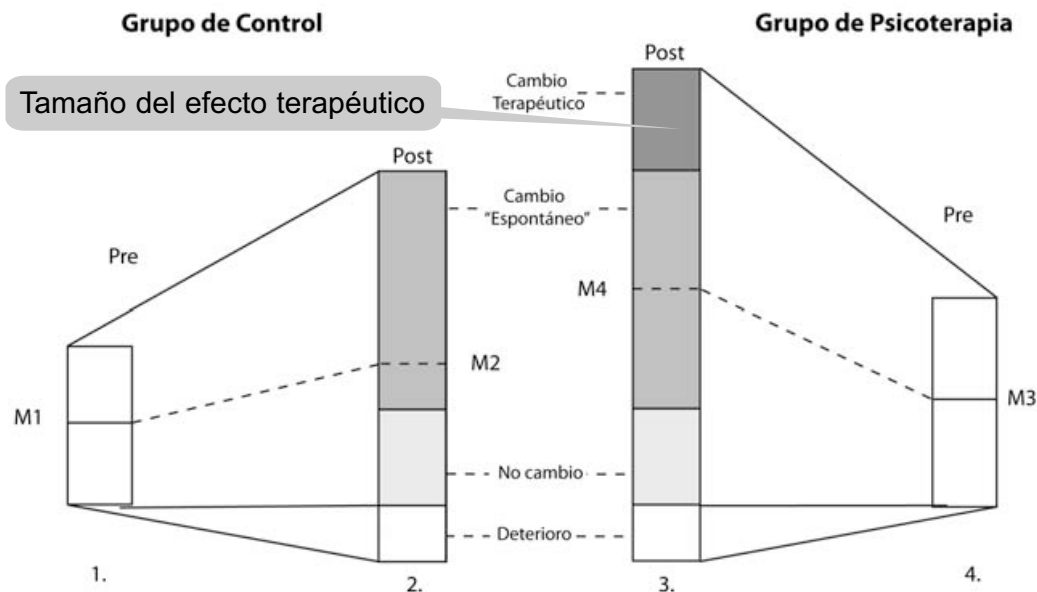 Grupo de Control
Grupo de Psicoterapia
Post
Cambio
Terapéutico
Tamaño del efecto terapéutico
Post
Cambio
"Espontáneo"
Pre
Pre
M4
M2
M1
M3
No cambio
Deterioro
1.
2.
3.
4.